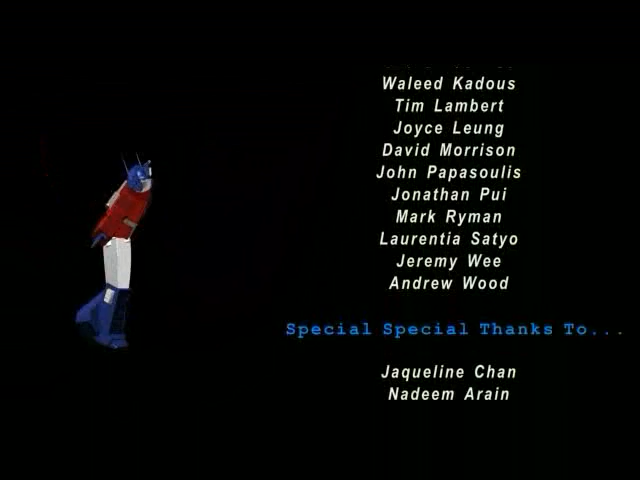 Waleed Kadous
Tim Lambert
Joyce Leung
David Morrison
John Papasoulis
Jonathan Pui
Mark Ryman
Laurentia Satyo
Jeremy Wee
Andrew Wood
Special Special Thanks To...
Jaqueline Chan
Nadeem Arain